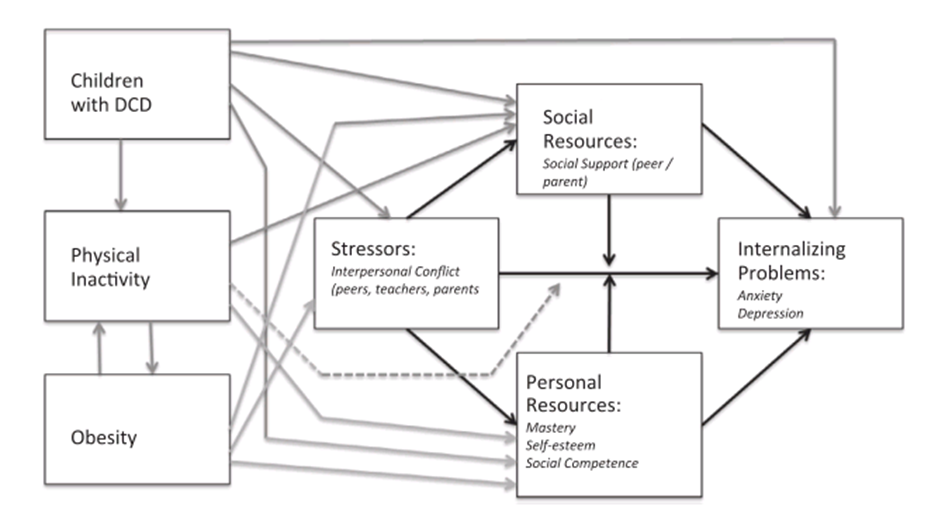 Children
with DCD
Physical
Inactivity
Obesity
Stressors:
Interpersonal Conflict
(peers, teachers, parents
Social
Resources:
Social Support (peer /
parent)
Personal
Resources:
Mastery
Self-esteem
Social Competence
Internalizing
Problems:
Anxiety
Depression